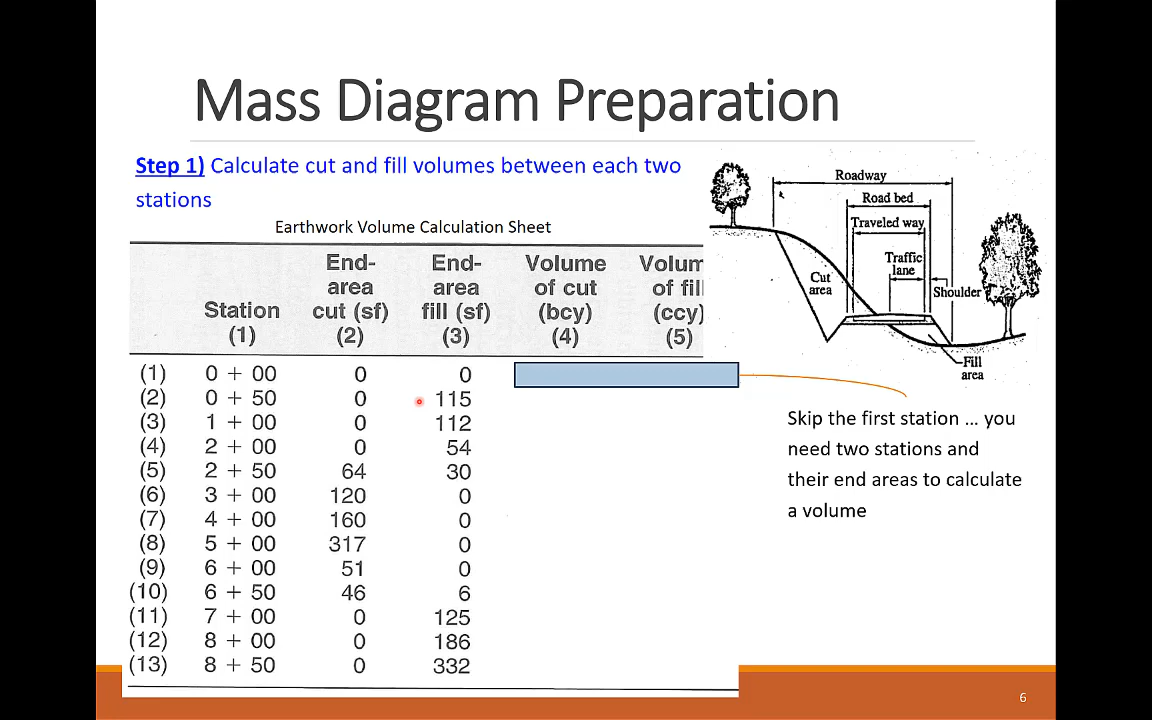 Mass Diagram Preparation
Step 1) Calculate cut and fill volumes between each two
stations
Earthwork Volume Calculation Sheet
Station
(1)
End-
area
cut (sf)
(2)
End-
area
fill (sf)
(3)
Volume
of cut
(bcy)
(4)
Volum
of fil
(ccy)
(5)
(1) 0 + 00 0 0
(2) 0 + 50 0 115
(3) 1 + 00 0 112
(4) 2 + 00 0 54
(5) 2 + 50 64 30
(6) 3 + 00 120 0
(7) 4 + 00 160 0
(8) 5 + 00 317 0
(9) 6 + 00 51 0
(10) 6 + 50 46 6
(11) 7 + 00 0 125
(12) 8 + 00 0 186
(13) 8 + 50 0 332
Roadway
Road bed
Traveled way
Traffic
lane
Cut
area
Shoulder
Fill
area
Skip the first station ... you
need two stations and
their end areas to calculate
a volume
6